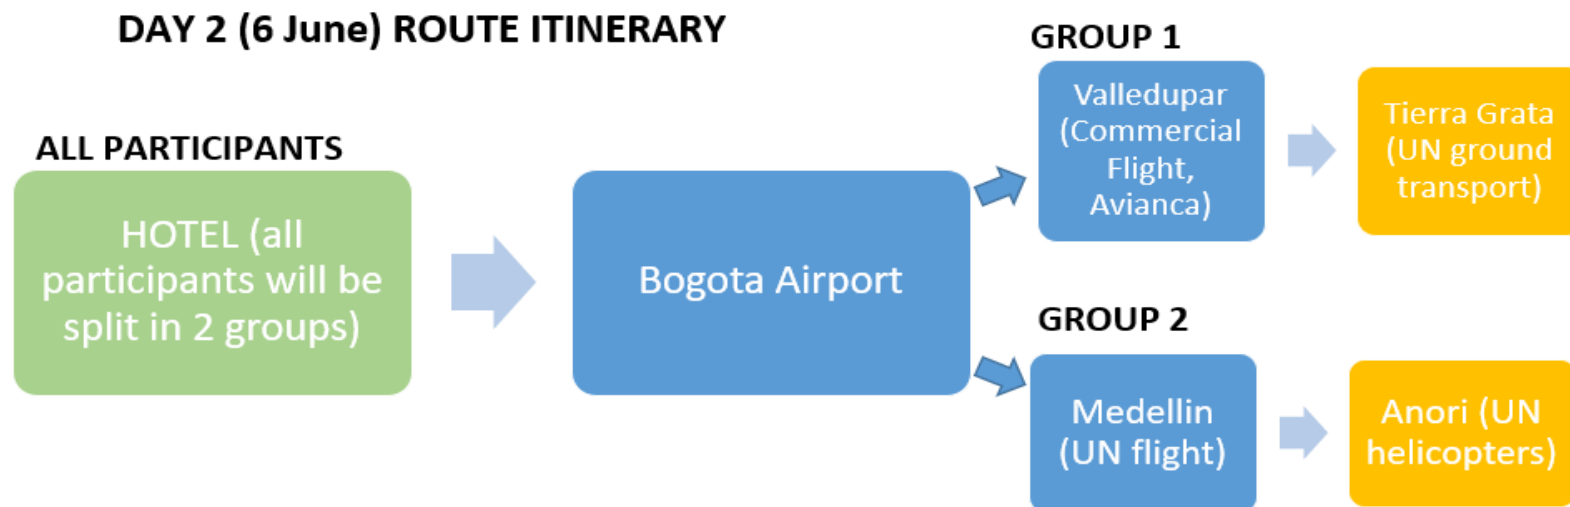 DAY 2 (6 June) ROUTE ITINERARY
ALL PARTICIPANTS
HOTEL (all
participants will be
split in 2 groups)
Bogota Airport
GROUP 1
Valledupar
(Commercial
Flight,
Avianca)
Tierra Grata
(UN ground
transport)
GROUP 2
Medellin
(UN flight)
Anori (UN
helicopters)